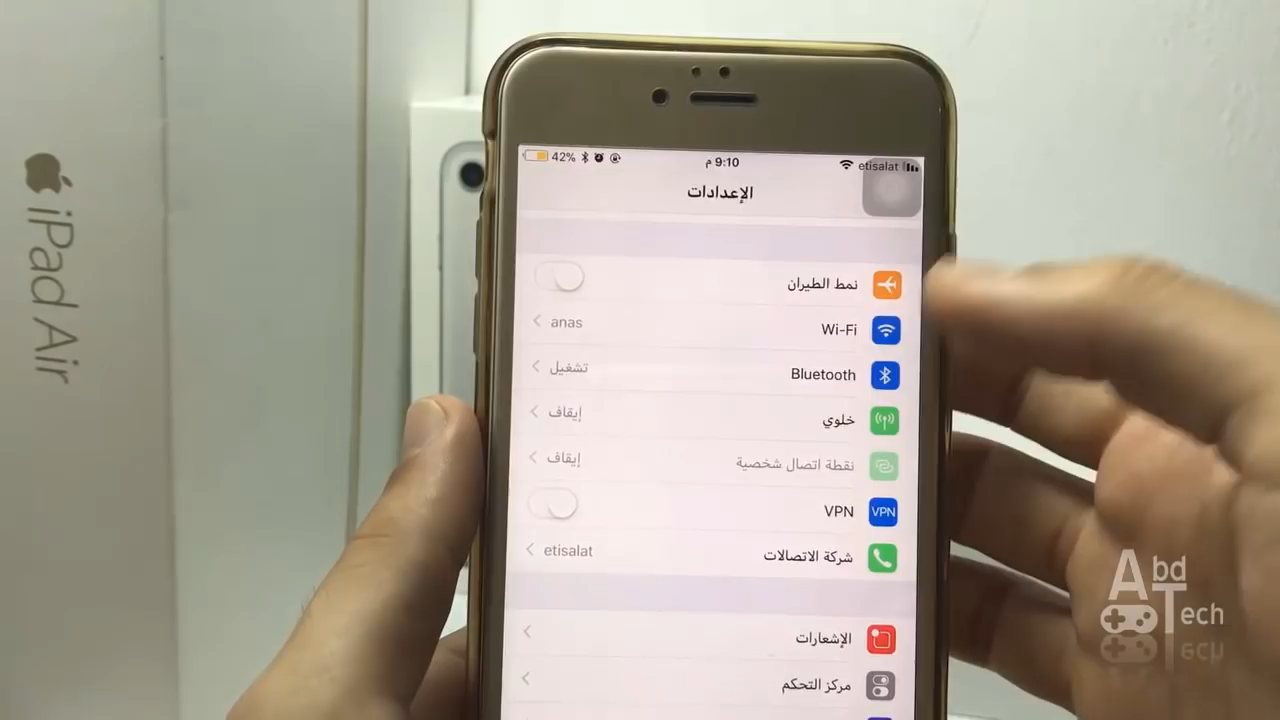 iPad Air
42% 9:10 م etisalat
الإعدادات
نمط الطيران
Wi-Fi anas
Bluetooth تشغيل
خلوي إيقاف
نقطة اتصال شخصية إيقاف
VPN VPN
شركة الاتصالات etisalat
الإشعارات
مركز التحكم
Abd Tech